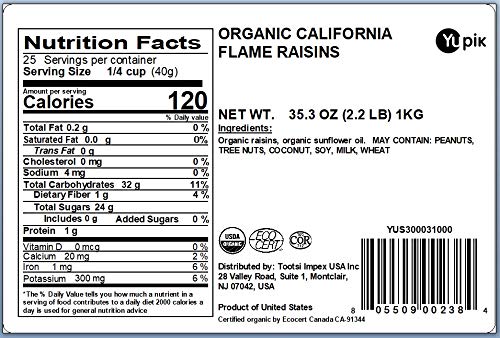 Nutrition Facts
25 Servings per container
Serving Size 1/4 cup (40g)
Amount per serving
Calories 120
% Daily value
Total Fat 0.2 g 0 %
Saturated Fat 0.0 g 0%
Trans Fat 0 g
Cholesterol 0 mg 0 %
Sodium 4 mg 0 %
Total Carbohydrates 32 g 11%
Dietary Fiber 1 g 4 %
Total Sugars 24 g
Includes 0 g Added Sugars 0 %
Protein 1 g
Vitamin D 0 mcg 0 %
Calcium 20 mg 2 %
Iron 1 mg 6 %
Potassium 300 mg 6 %
*The % Daily Value tells you how much a nutrient in a
serving of food contributes to a daily diet 2000 calories a
day is used for general nutrition advice
ORGANIC CALIFORNIA
FLAME RAISINS
Yupik
NET WT. 35.3 OZ (2.2 LB) 1KG
Ingredients:
Organic raisins, organic sunflower oil. MAY CONTAIN: PEANUTS,
TREE NUTS, COCONUT, SOY, MILK, WHEAT
USDA
ORGANIC
ECO
CERT
COR
Distributed by: Tootsi Impex USA Inc
28 Valley Road, Suite 1, Montclair,
NJ 07042, USA
Product of United States
Certified organic by Ecocert Canada CA-91344
YUS300031000
8 05509 00238 4